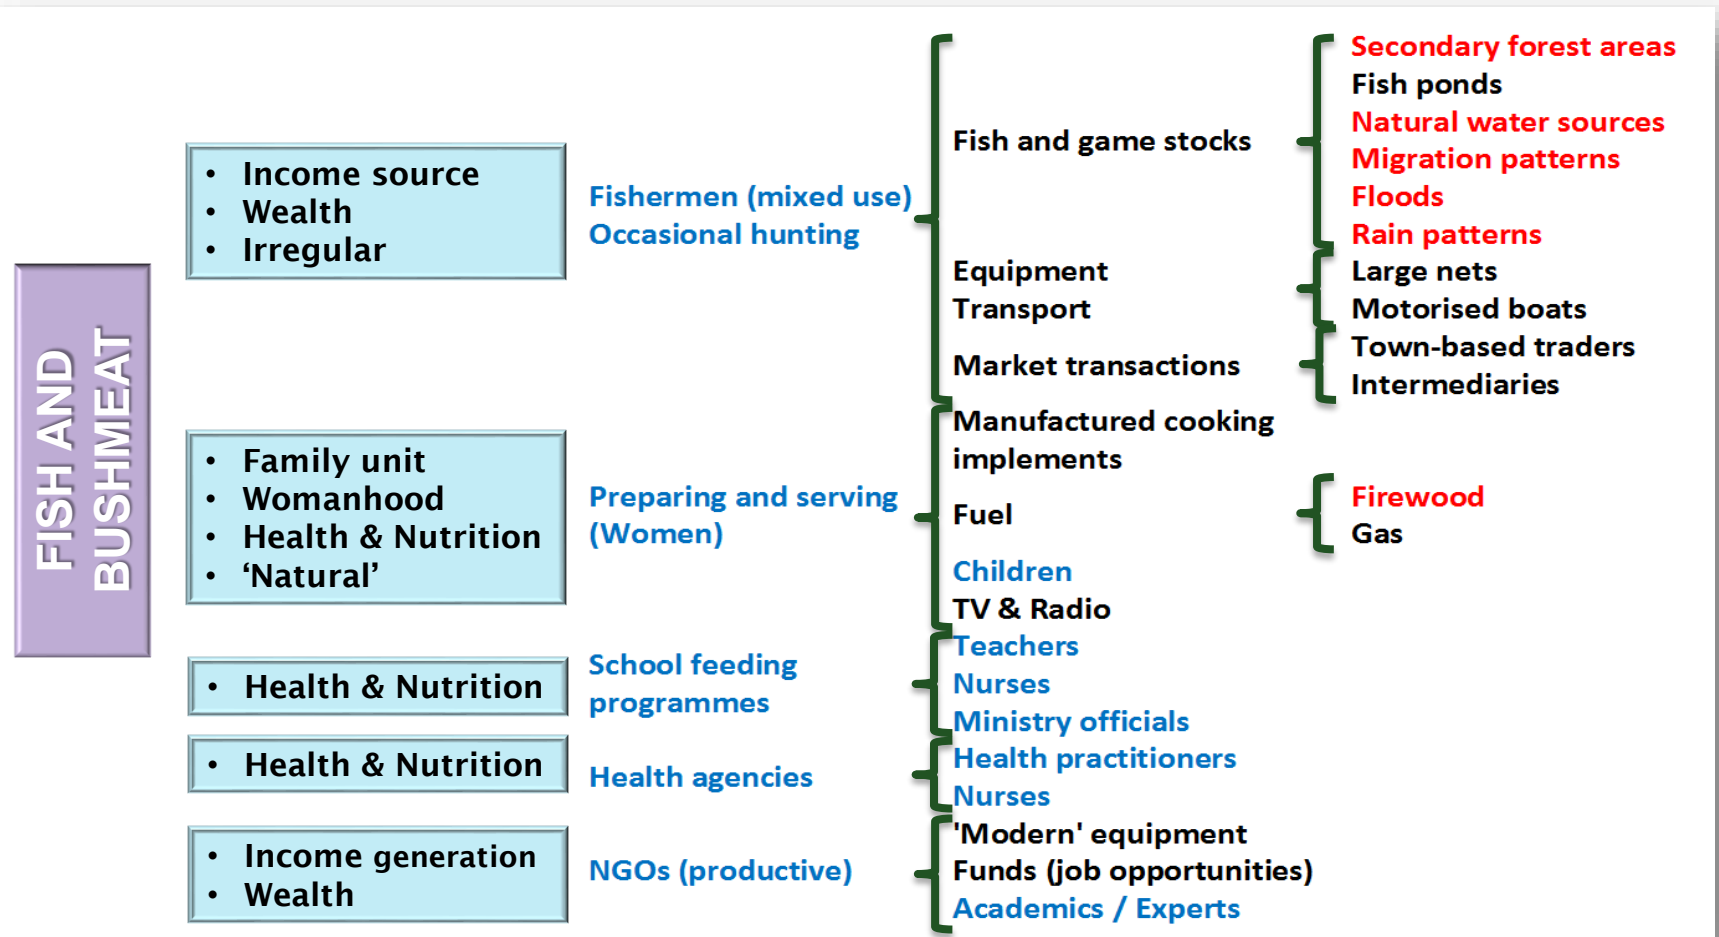 FISH AND
BUSHMEAT
• Income source
• Wealth
• Irregular
Fishermen (mixed use)
Occasional hunting
Fish and game stocks
Secondary forest areas
Fish ponds
Natural water sources
Migration patterns
Floods
Rain patterns
Equipment
Transport
Large nets
Motorised boats
Market transactions
Town-based traders
Intermediaries
• Family unit
• Womanhood
• Health & Nutrition
• ‘Natural’
Preparing and serving
(Women)
Manufactured cooking
implements
Fuel
Firewood
Gas
Children
TV & Radio
• Health & Nutrition
School feeding
programmes
Teachers
Nurses
Ministry officials
• Health & Nutrition
Health agencies
Health practitioners
Nurses
• Income generation
• Wealth
NGOs (productive)
'Modern' equipment
Funds (job opportunities)
Academics / Experts